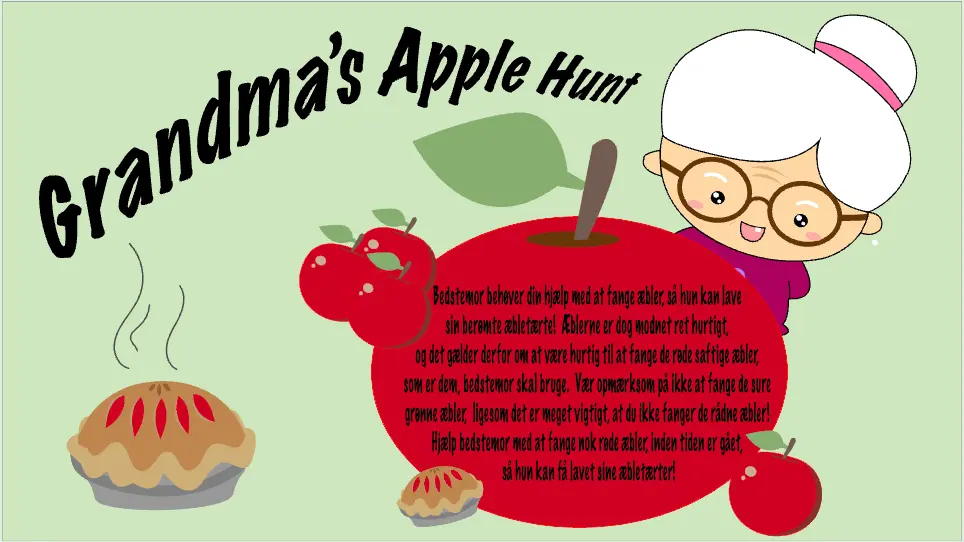 Grandma's Apple Hunt
Bedstemor behøver din hjælp med at fange æbler, så hun kan lave
sin berømte æbletærte! Æblerne er dog modnet ret hurtigt,
og det gælder derfor om at være hurtig til at fange de røde saftige æbler,
som er dem, bedstemor skal bruge. Vær opmærksom på ikke at fange de sure
grønne æbler, ligesom det er meget vigtigt, at du ikke fanger de rådne æbler!
Hjælp bedstemor med at fange nok røde æbler, inden tiden er gået,
så hun kan få lavet sine æbletærter!